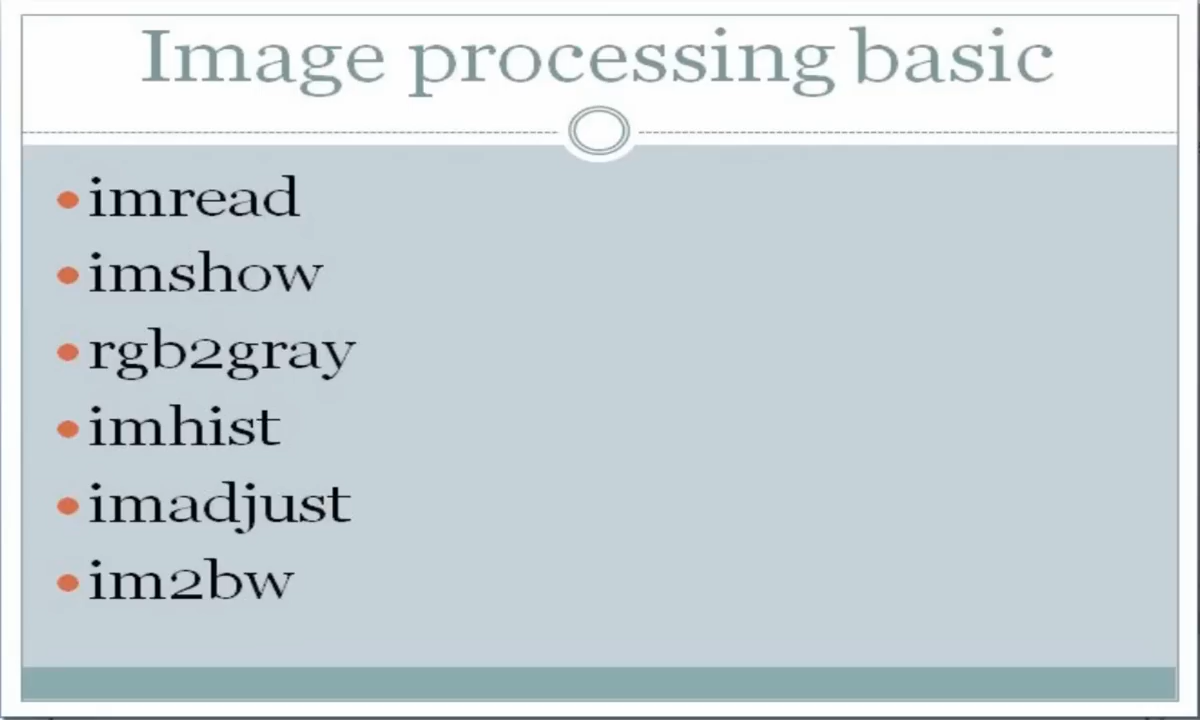 Image processing basic
imread
imshow
rgb2gray
imhist
imadjust
im2bw